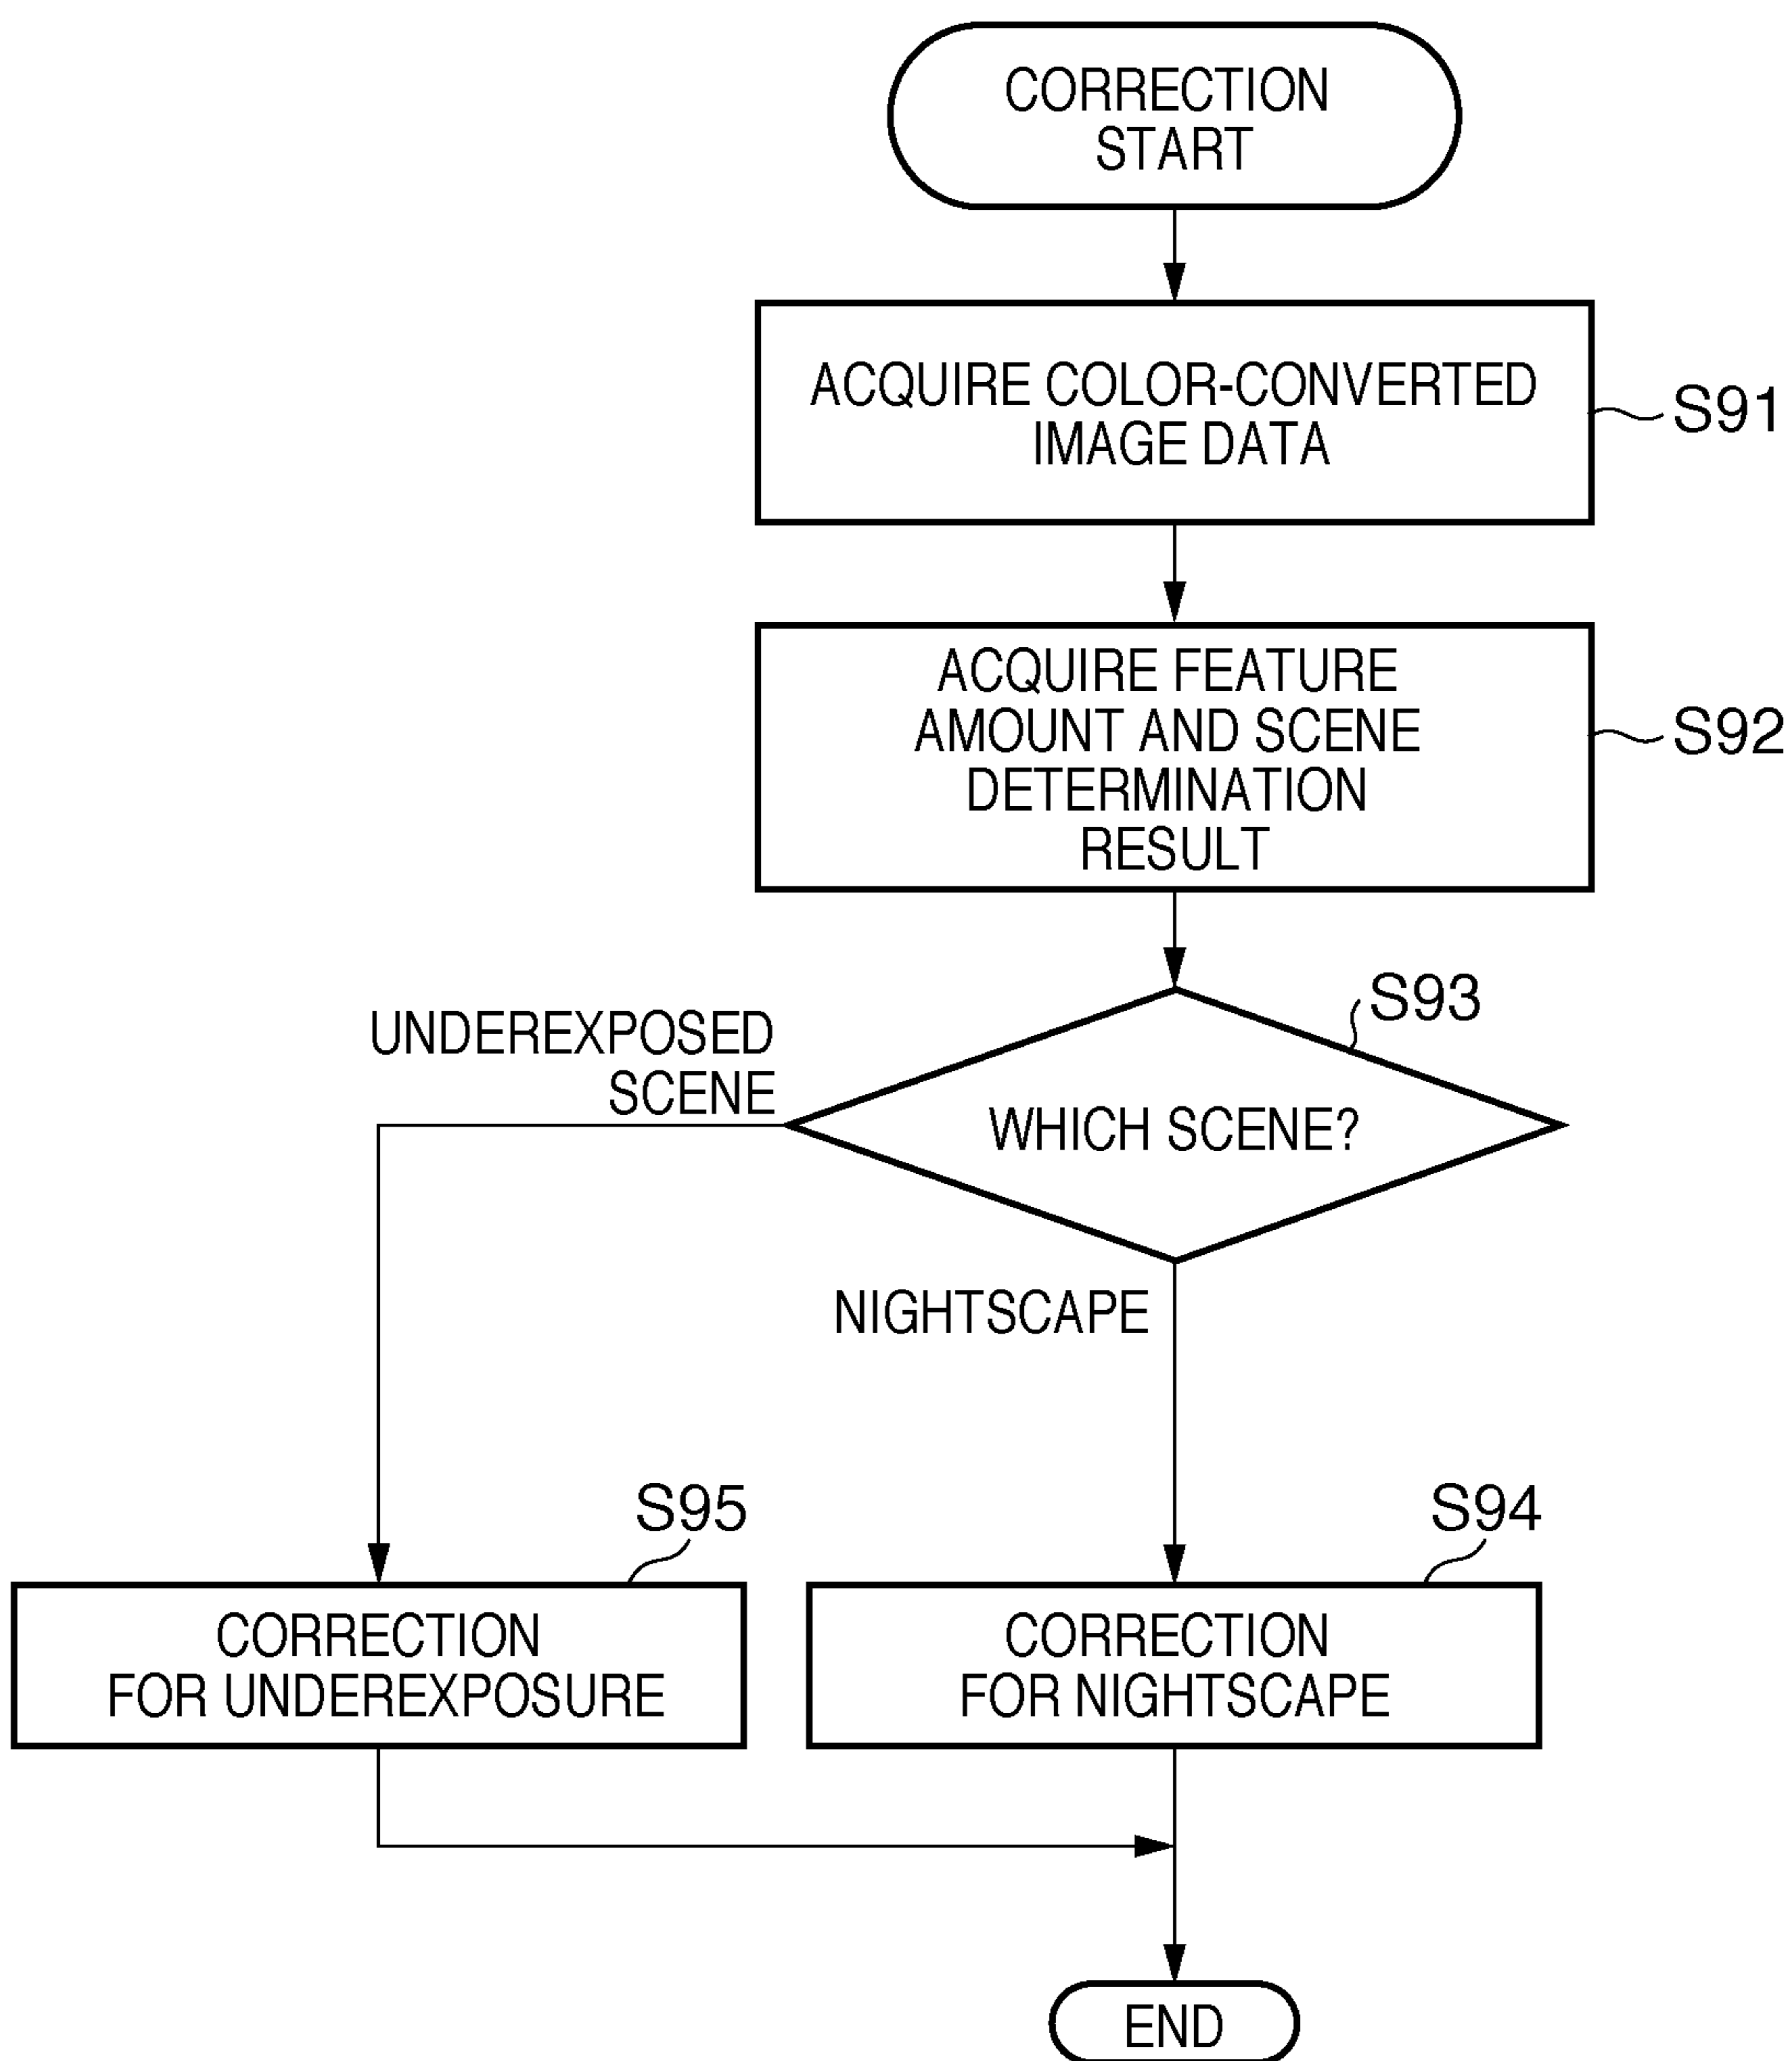 CORRECTION
START
ACQUIRE COLOR-CONVERTED
IMAGE DATA
S91
ACQUIRE FEATURE
AMOUNT AND SCENE
DETERMINATION
RESULT
S92
S93
UNDEREXPOSED
SCENE
WHICH SCENE?
NIGHTSCAPE
S95
S94
CORRECTION
FOR UNDEREXPOSURE
CORRECTION
FOR NIGHTSCAPE
END